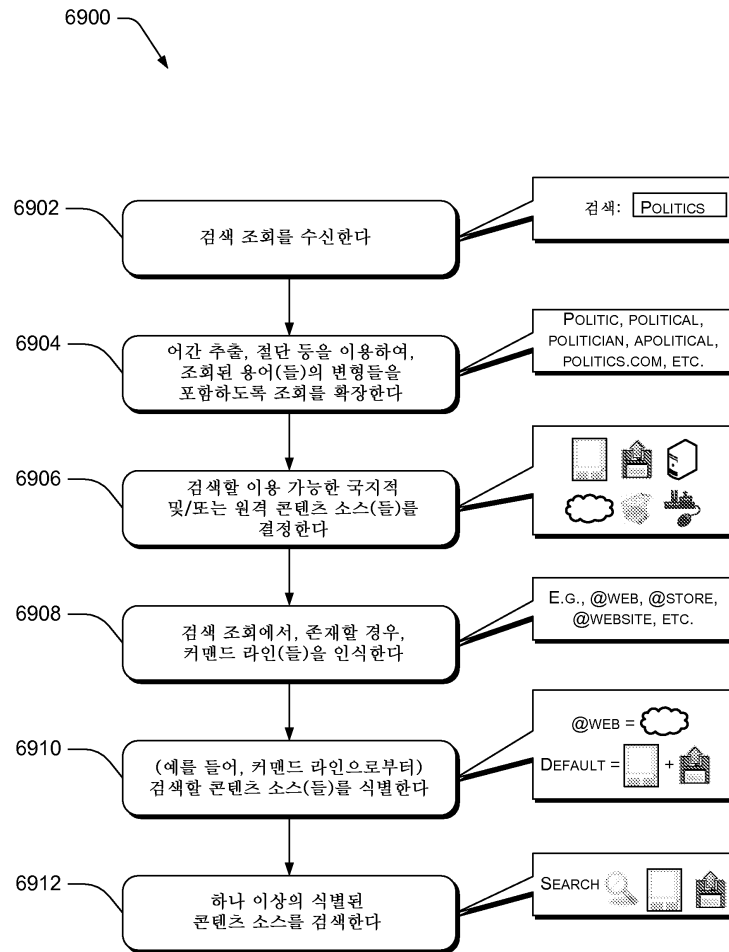 6900
6902
검색 조회를 수신한다
검색: POLITICS
6904
어간 추출, 절단 등을 이용하여,
조회된 용어(들)의 변형들을
포함하도록 조회를 확장한다
POLITIC, POLITICAL,
POLITICIAN, APOLITICAL,
POLITICS.COM, ETC.
6906
검색할 이용 가능한 국지적
및/또는 원격 콘텐츠 소스(들)를
결정한다
6908
검색 조회에서, 존재할 경우,
커맨드 라인(들)을 인식한다
E.G., @WEB, @STORE,
@WEBSITE, ETC.
6910
(예를 들어, 커맨드 라인으로부터)
검색할 콘텐츠 소스(들)를 식별한다
@WEB =
DEFAULT = +
6912
하나 이상의 식별된
콘텐츠 소스를 검색한다
SEARCH